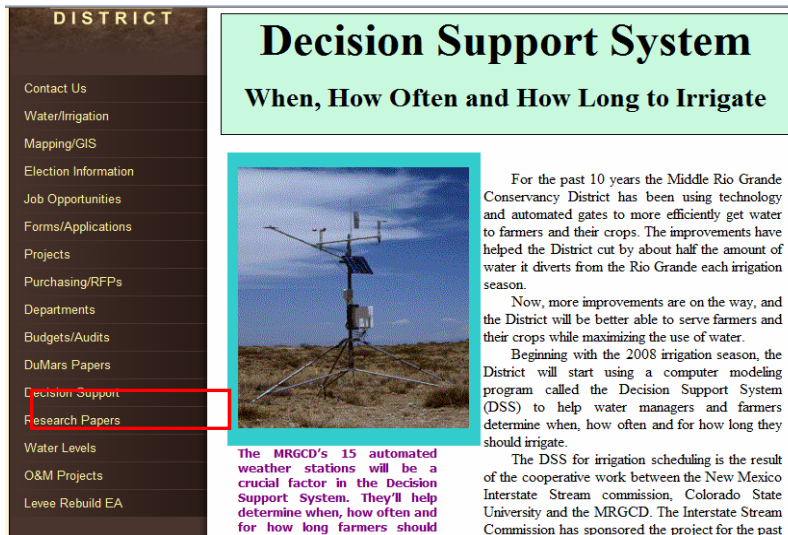 DISTRICT
Contact Us
Water/Irrigation
Mapping/GIS
Election Information
Job Opportunities
Forms/Applications
Projects
Purchasing/RFPs
Departments
Budgets/Audits
DuMars Papers
Decision Support
Research Papers
Water Levels
O&M Projects
Levee Rebuild EA
Decision Support System
When, How Often and How Long to Irrigate
The MRGCD's 15 automated
weather stations will be a
crucial factor in the Decision
Support System. They'll help
determine when, how often and
for how long farmers should
For the past 10 years the Middle Rio Grande
Conservancy District has been using technology
and automated gates to more efficiently get water
to farmers and their crops. The improvements have
helped the District cut by about half the amount of
water it diverts from the Rio Grande each irrigation
season.
Now, more improvements are on the way, and
the District will be better able to serve farmers and
their crops while maximizing the use of water.
Beginning with the 2008 irrigation season, the
District will start using a computer modeling
program called the Decision Support System
(DSS) to help water managers and farmers
determine when, how often and for how long they
should irrigate.
The DSS for irrigation scheduling is the result
of the cooperative work between the New Mexico
Interstate Stream commission, Colorado State
University and the MRGCD. The Interstate Stream
Commission has sponsored the project for the past